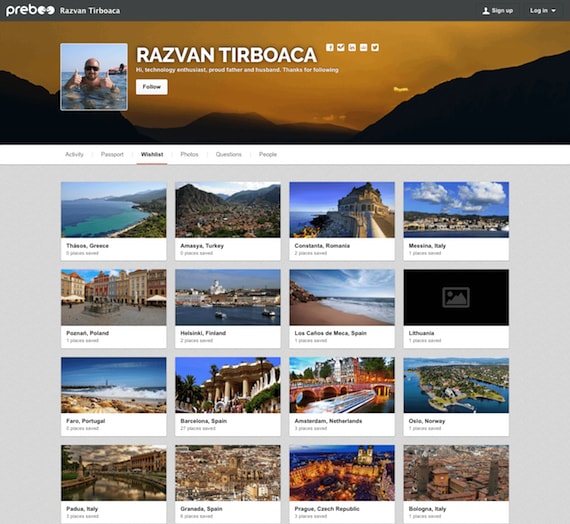 preboo Razvan Tirboaca Sign up Log in
RAZVAN TIRBOACA
Hi, technology enthusiast, proud father and husband. Thanks for following
Follow
Activity Passport Wishlist Photos Questions People
Thásos, Greece
0 places saved
Amasya, Turkey
0 places saved
Constanta, Romania
2 places saved
Messina, Italy
1 places saved
Poznań, Poland
1 places saved
Helsinki, Finland
2 places saved
Los Caños de Meca, Spain
1 places saved
Lithuania
1 places saved
Faro, Portugal
0 places saved
Barcelona, Spain
27 places saved
Amsterdam, Netherlands
3 places saved
Oslo, Norway
1 places saved
Padua, Italy
3 places saved
Granada, Spain
8 places saved
Prague, Czech Republic
3 places saved
Bologna, Italy
1 places saved